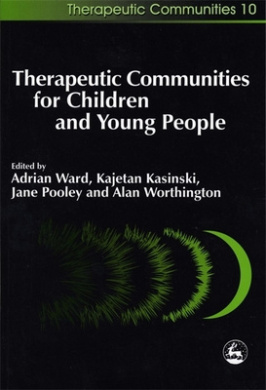 Therapeutic Communities 10
Therapeutic Communities
for Children
and Young People
Edited by
Adrian Ward, Kajetan Kasinski,
Jane Pooley and Alan Worthington